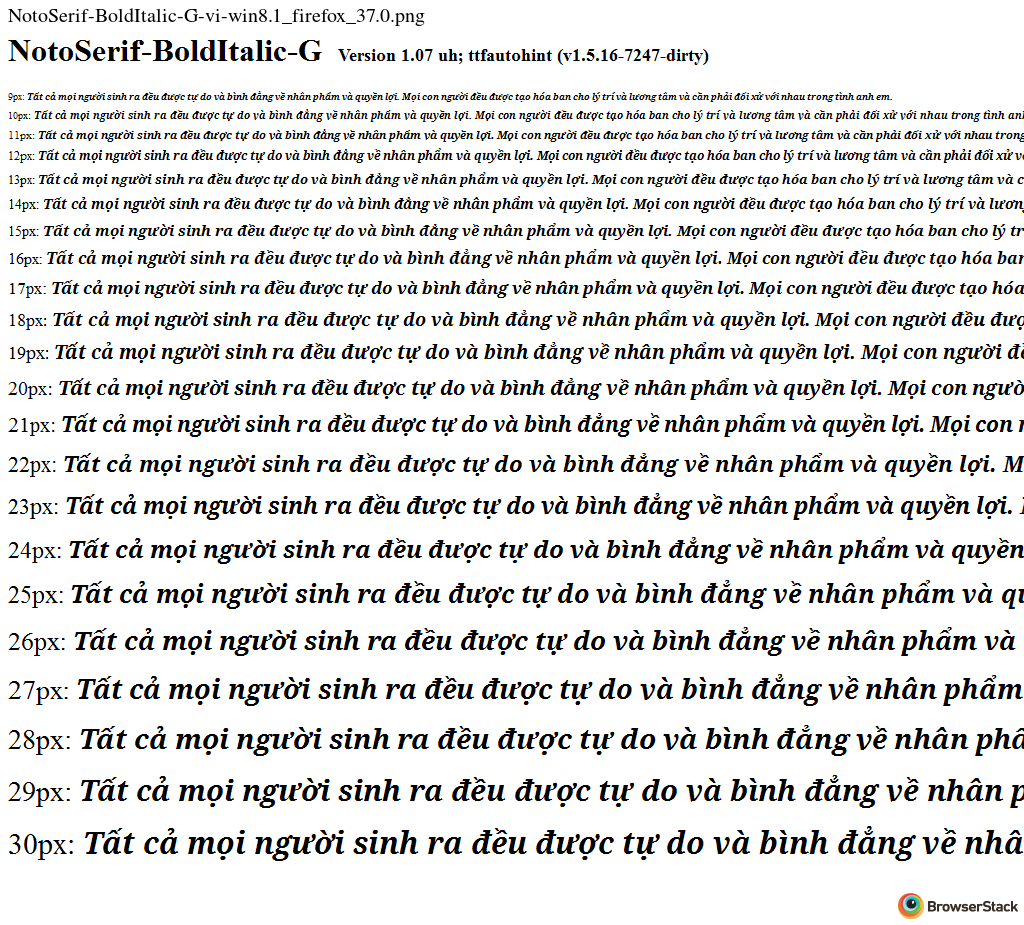 NotoSerif-BoldItalic-G-vi-win8.1_firefox_37.0.png
NotoSerif-BoldItalic-G Version 1.07 uh; ttfautohint (v1.5.16-7247-dirty)
9px: Tất cả mọi người sinh ra đều được tự do và bình đẳng về nhân phẩm và quyền lợi. Mọi con người đều được tạo hóa ban cho lý trí và lương tâm và cần phải đối xử với nhau trong tình anh em.
10px: Tất cả mọi người sinh ra đều được tự do và bình đẳng về nhân phẩm và quyền lợi. Mọi con người đều được tạo hóa ban cho lý trí và lương tâm và cần phải đối xử với nhau trong tình
11px: Tất cả mọi người sinh ra đều được tự do và bình đẳng về nhân phẩm và quyền lợi. Mọi con người đều được tạo hóa ban cho lý trí và lương tâm và cần phải đối xử với nhau trong
12px: Tất cả mọi người sinh ra đều được tự do và bình đẳng về nhân phẩm và quyền lợi. Mọi con người đều được tạo hóa ban cho lý trí và lương tâm và cần phải đối xử
13px: Tất cả mọi người sinh ra đều được tự do và bình đẳng về nhân phẩm và quyền lợi. Mọi con người đều được tạo hóa ban cho lý trí và lương tâm và
14px: Tất cả mọi người sinh ra đều được tự do và bình đẳng về nhân phẩm và quyền lợi. Mọi con người đều được tạo hóa ban cho lý trí và
15px: Tất cả mọi người sinh ra đều được tự do và bình đẳng về nhân phẩm và quyền lợi. Mọi con người đều được tạo hóa ban cho lý
16px: Tất cả mọi người sinh ra đều được tự do và bình đẳng về nhân phẩm và quyền lợi. Mọi con người đều được tạo hóa ban
17px: Tất cả mọi người sinh ra đều được tự do và bình đẳng về nhân phẩm và quyền lợi. Mọi con người đều được tạo hóa
18px: Tất cả mọi người sinh ra đều được tự do và bình đẳng về nhân phẩm và quyền lợi. Mọi con người đều
19px: Tất cả mọi người sinh ra đều được tự do và bình đẳng về nhân phẩm và quyền lợi. Mọi con người
20px: Tất cả mọi người sinh ra đều được tự do và bình đẳng về nhân phẩm và quyền lợi. Mọi con
21px: Tất cả mọi người sinh ra đều được tự do và bình đẳng về nhân phẩm và quyền lợi. Mọi con
22px: Tất cả mọi người sinh ra đều được tự do và bình đẳng về nhân phẩm và quyền lợi. M
23px: Tất cả mọi người sinh ra đều được tự do và bình đẳng về nhân phẩm và quyền lợi.
24px: Tất cả mọi người sinh ra đều được tự do và bình đẳng về nhân phẩm và quyền
25px: Tất cả mọi người sinh ra đều được tự do và bình đẳng về nhân phẩm và
26px: Tất cả mọi người sinh ra đều được tự do và bình đẳng về nhân phẩm và
27px: Tất cả mọi người sinh ra đều được tự do và bình đẳng về nhân phẩm
28px: Tất cả mọi người sinh ra đều được tự do và bình đẳng về nhân
29px: Tất cả mọi người sinh ra đều được tự do và bình đẳng về nhân
30px: Tất cả mọi người sinh ra đều được tự do và bình đẳng về nhâ
BrowserStack